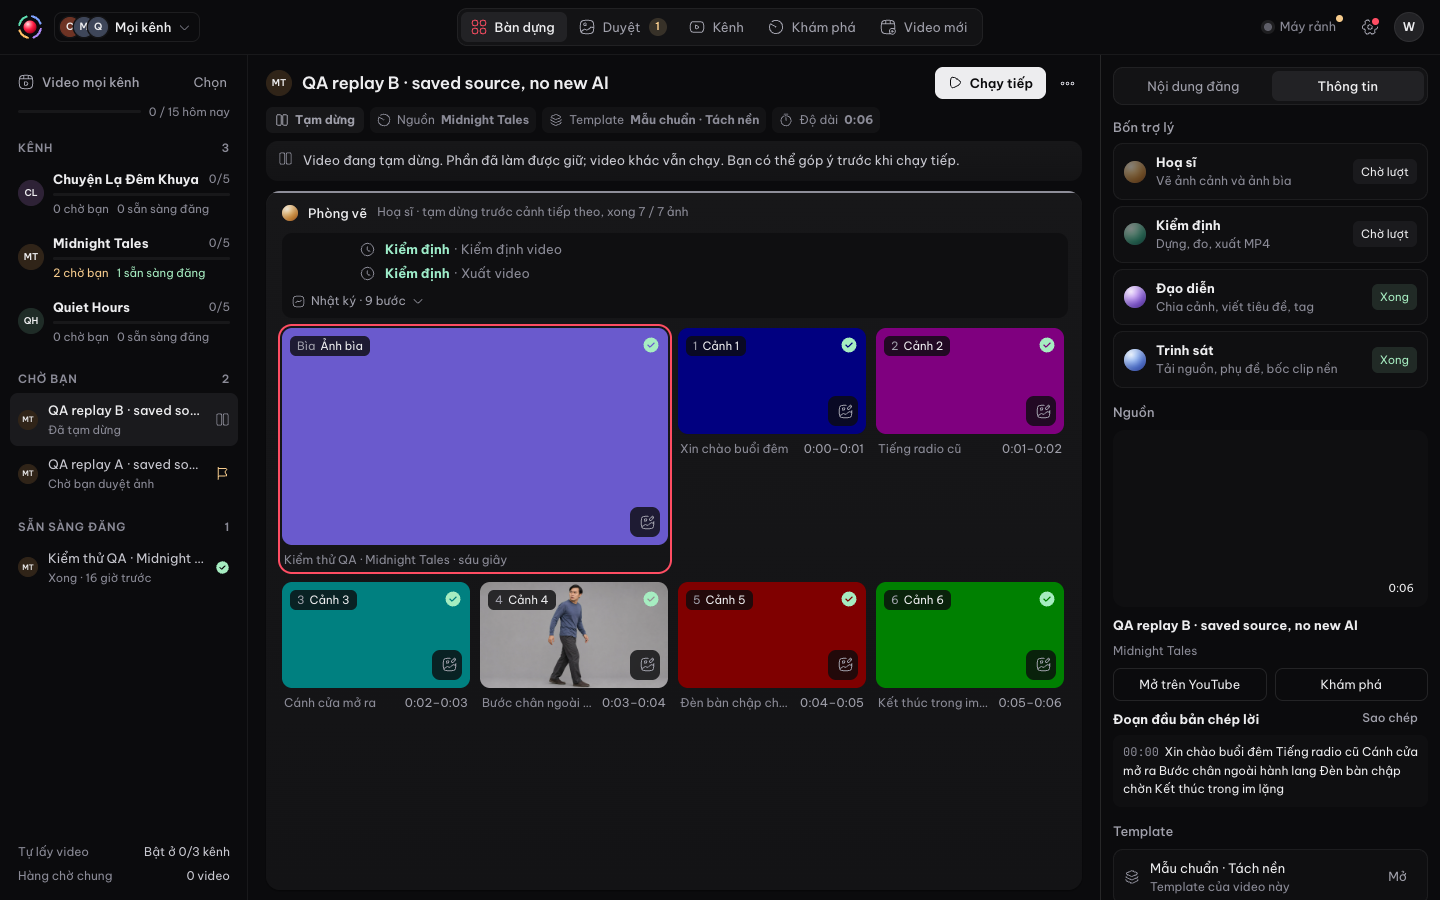 C M Q Mọi kênh
Bàn dựng
Duyệt 1
Kênh
Khám phá
Video mới
Máy rảnh
W
Video mọi kênh Chọn
0 / 15 hôm nay
KÊNH 3
CL Chuyện Lạ Đêm Khuya 0/5
0 chờ bạn 0 sẵn sàng đăng
MT Midnight Tales 0/5
2 chờ bạn 1 sẵn sàng đăng
QH Quiet Hours 0/5
0 chờ bạn 0 sẵn sàng đăng
CHỜ BẠN 2
MT QA replay B · saved so...
Đã tạm dừng
MT QA replay A · saved so...
Chờ bạn duyệt ảnh
SẴN SÀNG ĐĂNG 1
MT Kiểm thử QA · Midnight ...
Xong · 16 giờ trước
Tự lấy video Bật ở 0/3 kênh
Hàng chờ chung 0 video
MT QA replay B · saved source, no new AI
Chạy tiếp
Tạm dừng
Nguồn Midnight Tales
Template Mẫu chuẩn · Tách nền
Độ dài 0:06
Video đang tạm dừng. Phần đã làm được giữ; video khác vẫn chạy. Bạn có thể góp ý trước khi chạy tiếp.
Phòng vẽ Hoạ sĩ · tạm dừng trước cảnh tiếp theo, xong 7 / 7 ảnh
Kiểm định · Kiểm định video
Kiểm định · Xuất video
Nhật ký · 9 bước
Bìa Ảnh bìa
Kiểm thử QA · Midnight Tales · sáu giây
1 Cảnh 1
Xin chào buổi đêm 0:00–0:01
2 Cảnh 2
Tiếng radio cũ 0:01–0:02
3 Cảnh 3
Cánh cửa mở ra 0:02–0:03
4 Cảnh 4
Bước chân ngoài ... 0:03–0:04
5 Cảnh 5
Đèn bàn chập ch... 0:04–0:05
6 Cảnh 6
Kết thúc trong im... 0:05–0:06
Nội dung đăng
Thông tin
Bốn trợ lý
Hoạ sĩ
Vẽ ảnh cảnh và ảnh bìa
Chờ lượt
Kiểm định
Dựng, đo, xuất MP4
Chờ lượt
Đạo diễn
Chia cảnh, viết tiêu đề, tag
Xong
Trinh sát
Tải nguồn, phụ đề, bốc clip nền
Xong
Nguồn
0:06
QA replay B · saved source, no new AI
Midnight Tales
Mở trên YouTube
Khám phá
Đoạn đầu bản chép lời Sao chép
00:00 Xin chào buổi đêm Tiếng radio cũ Cánh cửa
mở ra Bước chân ngoài hành lang Đèn bàn chập
chờn Kết thúc trong im lặng
Template
Mẫu chuẩn · Tách nền
Template của video này
Mở